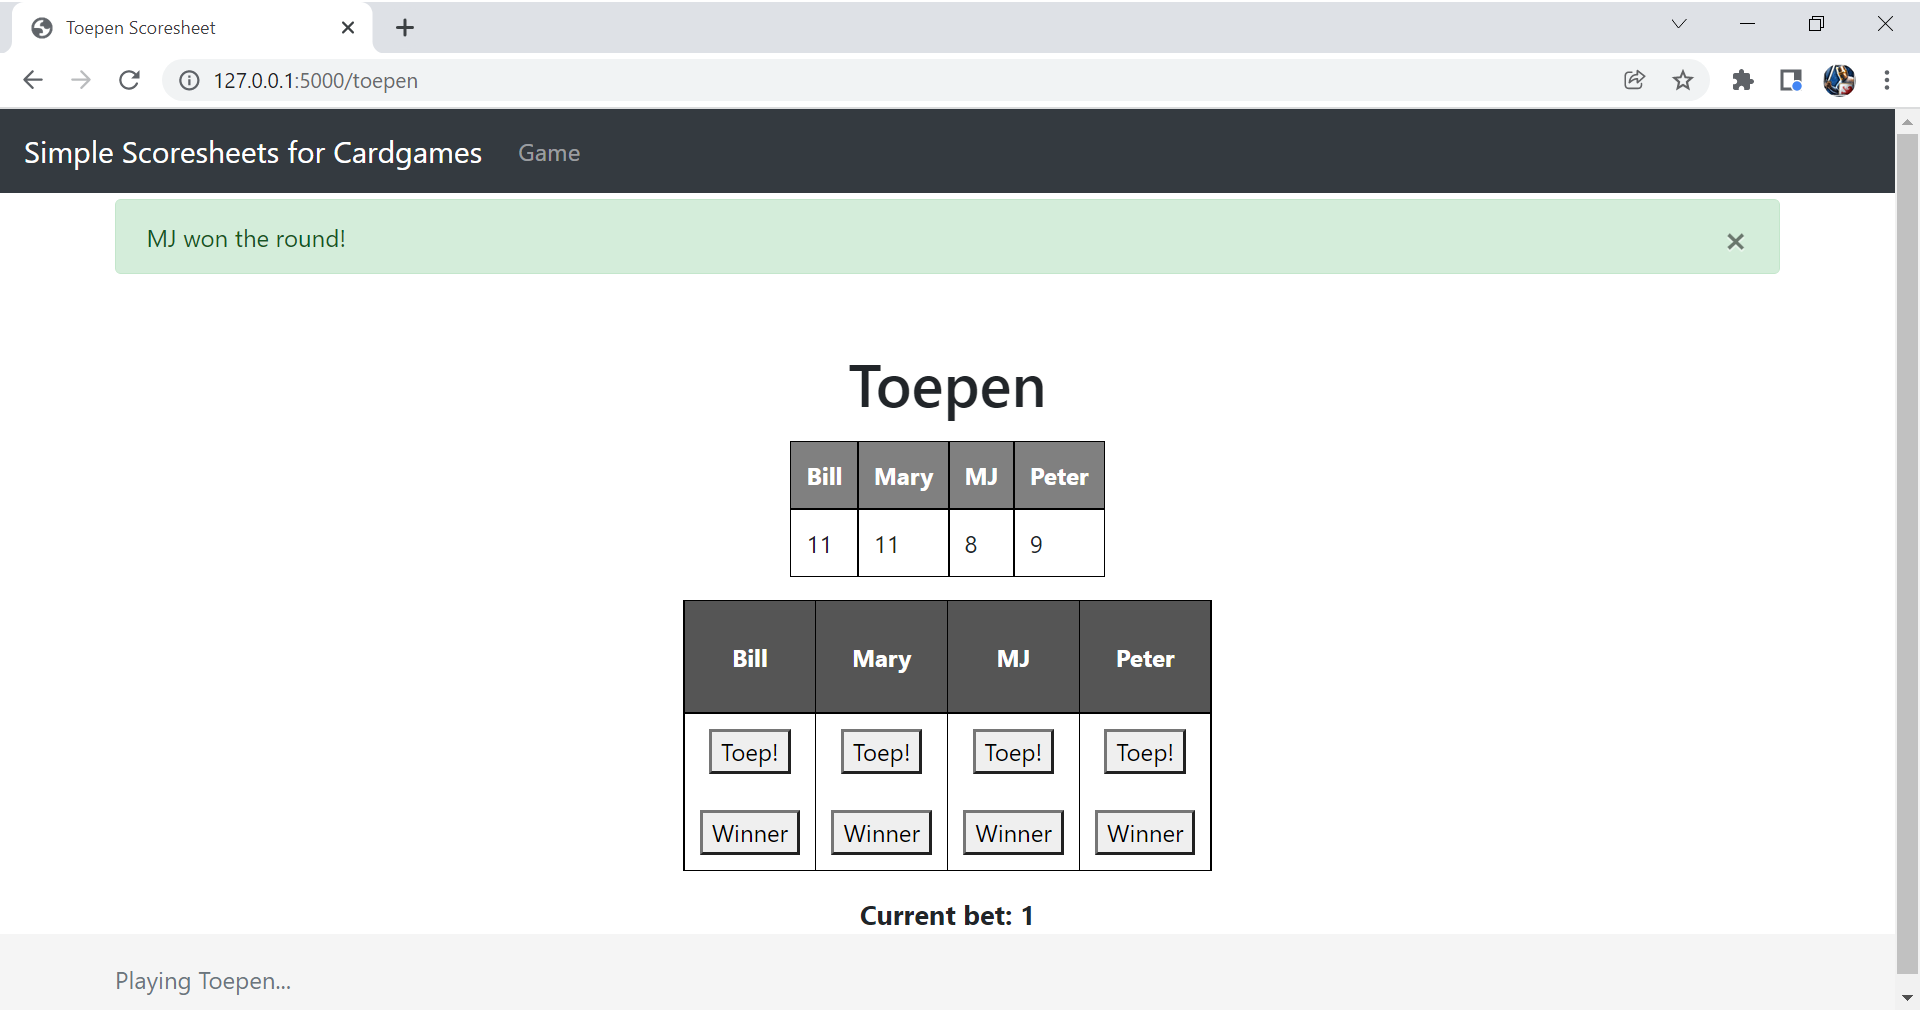 Toepen Scoresheet
127.0.0.1:5000/toepen
Simple Scoresheets for Cardgames Game
MJ won the round!
Toepen
Bill Mary MJ Peter
11 11 8 9
Bill Mary MJ Peter
Toep! Toep! Toep! Toep!
Winner Winner Winner Winner
Current bet: 1
Playing Toepen...